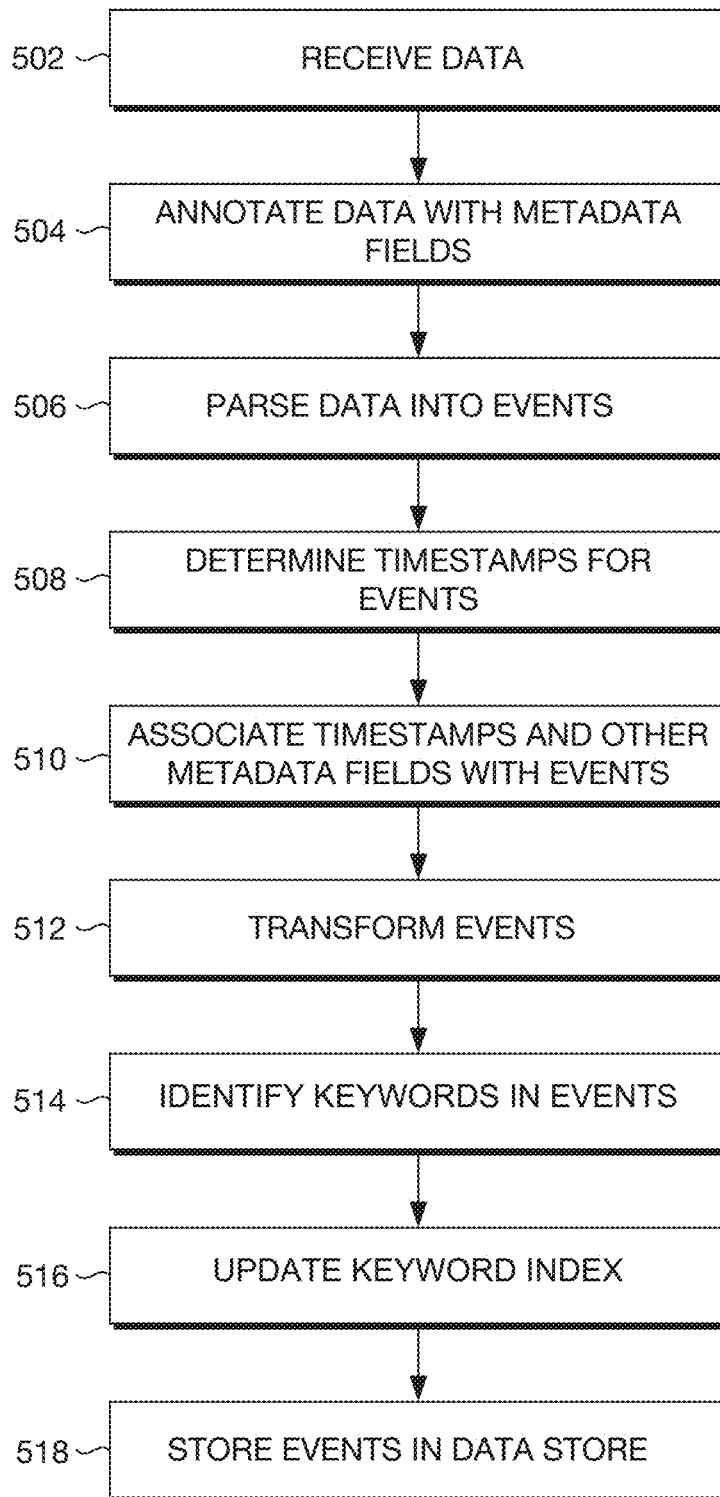 502
RECEIVE DATA
504
ANNOTATE DATA WITH METADATA
FIELDS
506
PARSE DATA INTO EVENTS
508
DETERMINE TIMESTAMPS FOR
EVENTS
510
ASSOCIATE TIMESTAMPS AND OTHER
METADATA FIELDS WITH EVENTS
512
TRANSFORM EVENTS
514
IDENTIFY KEYWORDS IN EVENTS
516
UPDATE KEYWORD INDEX
518
STORE EVENTS IN DATA STORE